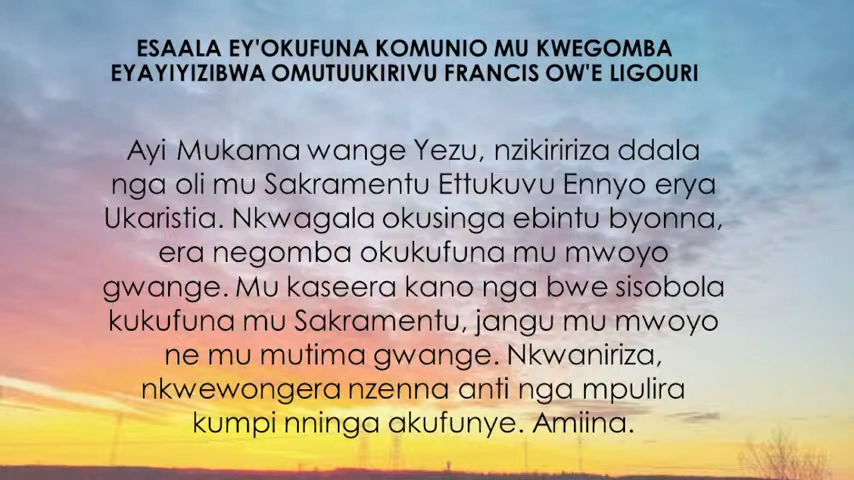 ESAALA EY'OKUFUNA KOMUNIO MU KWEGOMBA
EYAYIYIZIBWA OMUTUUKIRIVU FRANCIS OW'E LIGOURI
Ayi Mukama wange Yezu, nzikiririza ddala
nga oli mu Sakramentu Ettukuvu Ennyo erya
Ukaristia. Nkwagala okusinga ebintu byonna,
era negomba okukufuna mu mwoyo
gwange. Mu kaseera kano nga bwe sisobola
kukufuna mu Sakramentu, jangu mu mwoyo
ne mu mutima gwange. Nkwaniriza,
nkwewongera nzenna anti nga mpulira
kumpi nninga akufunye. Amiina.